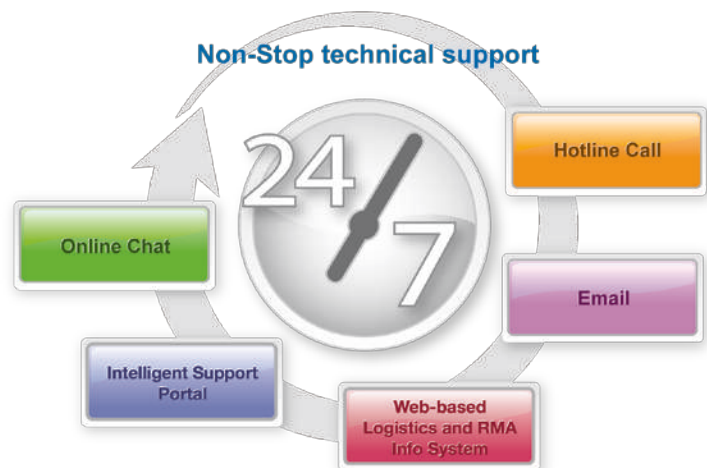 Non-Stop technical support
24
7
Hotline Call
Email
Web-based
Logistics and RMA
Info System
Intelligent Support
Portal
Online Chat